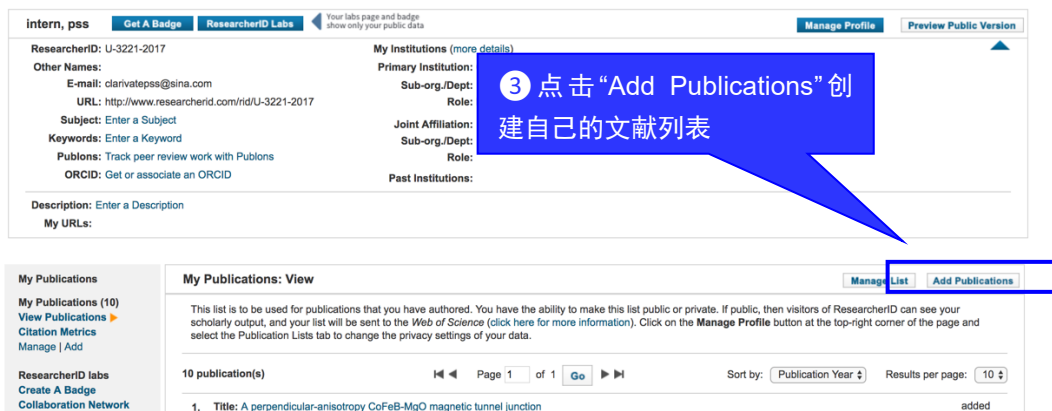 intern, pss
Get A Badge
ResearcherID Labs
Your labs page and badge
show only your public data
Manage Profile
Preview Public Version
ResearcherID: U-3221-2017
Other Names:
E-mail: clarivatepss@sina.com
URL: http://www.researcherid.com/rid/U-3221-2017
Subject: Enter a Subject
Keywords: Enter a Keyword
Publons: Track peer review work with Publons
ORCID: Get or associate an ORCID
My Institutions (more details)
Primary Institution:
Sub-org./Dept:
Role:
Joint Affiliation:
Sub-org./Dept:
Role:
Past Institutions:
③点击“Add Publications”创
建自己的文献列表
Description: Enter a Description
My URLs:
My Publications
My Publications (10)
View Publications
Citation Metrics
Manage | Add
ResearcherID labs
Create A Badge
Collaboration Network
My Publications: View
Manage List
Add Publications
This list is to be used for publications that you have authored. You have the ability to make this list public or private. If public, then visitors of ResearcherID can see your
scholarly output, and your list will be sent to the Web of Science (click here for more information). Click on the Manage Profile button at the top-right corner of the page and
select the Publication Lists tab to change the privacy settings of your data.
10 publication(s)
Page 1 of 1 Go
Sort by: Publication Year
Results per page: 10
1. Title: A perpendicular-anisotropy CoFeB-MgO magnetic tunnel junction
added